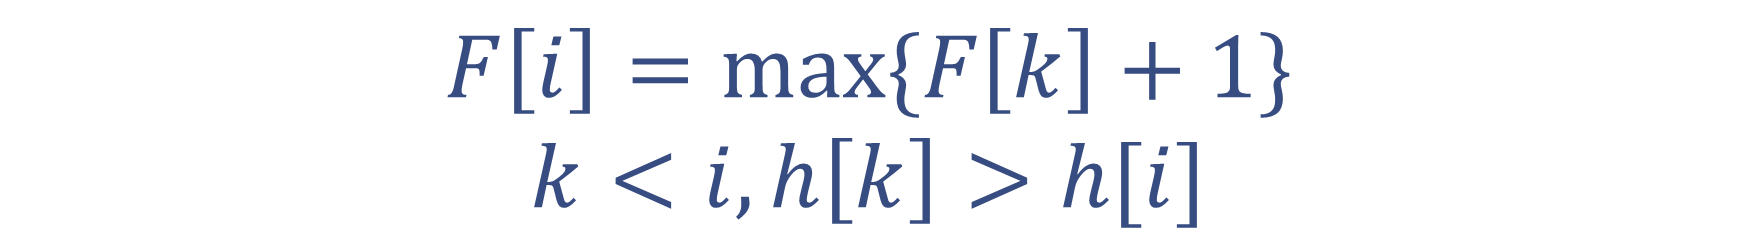 F[i] = max{F[k] + 1}
k < i, h[k] > h[i]